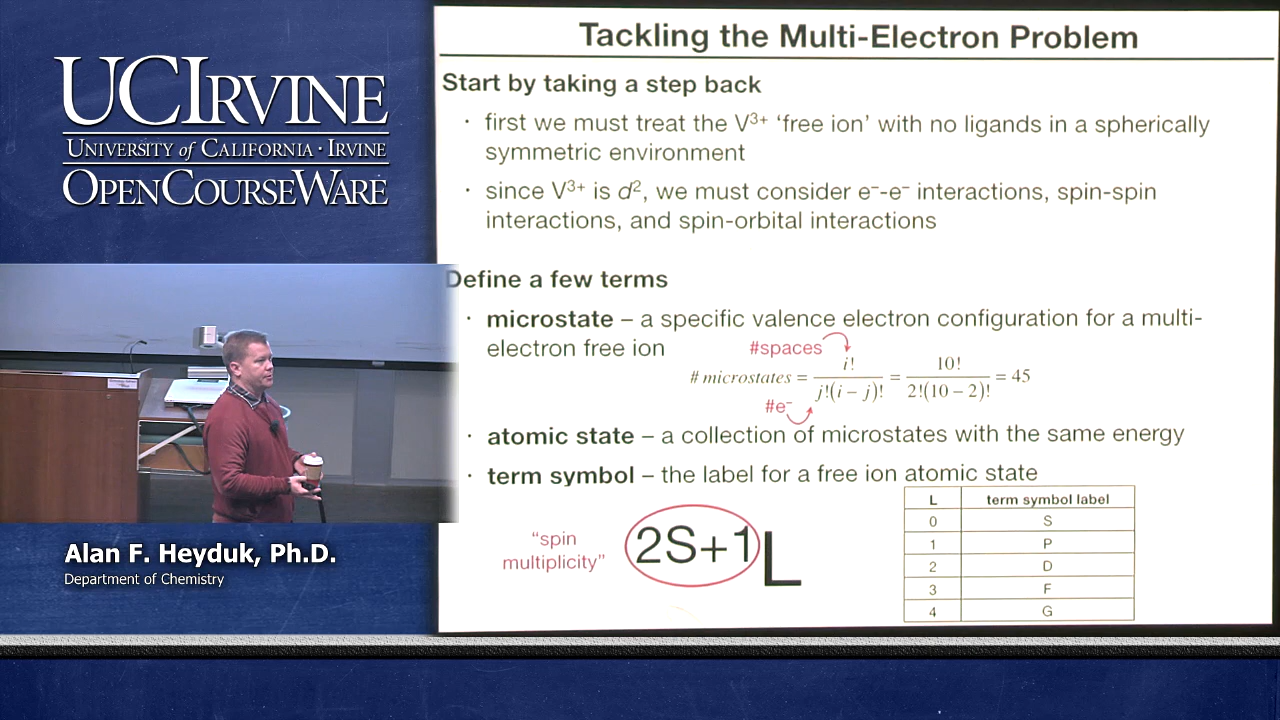 UCIRVINE
UNIVERSITY of CALIFORNIA · IRVINE
OPENCOURSEWARE
Alan F. Heyduk, Ph.D.
Department of Chemistry
Tackling the Multi-Electron Problem
Start by taking a step back
· first we must treat the V³⁺ ‘free ion’ with no ligands in a spherically
symmetric environment
· since V³⁺ is d², we must consider e⁻-e⁻ interactions, spin-spin
interactions, and spin-orbital interactions
Define a few terms
· microstate – a specific valence electron configuration for a multi-
electron free ion
#spaces
# microstates = i! / j!(i – j)! = 10! / 2!(10 – 2)! = 45
#e⁻
· atomic state – a collection of microstates with the same energy
· term symbol – the label for a free ion atomic state
“spin
multiplicity”
2S+1L
L term symbol label
0 S
1 P
2 D
3 F
4 G